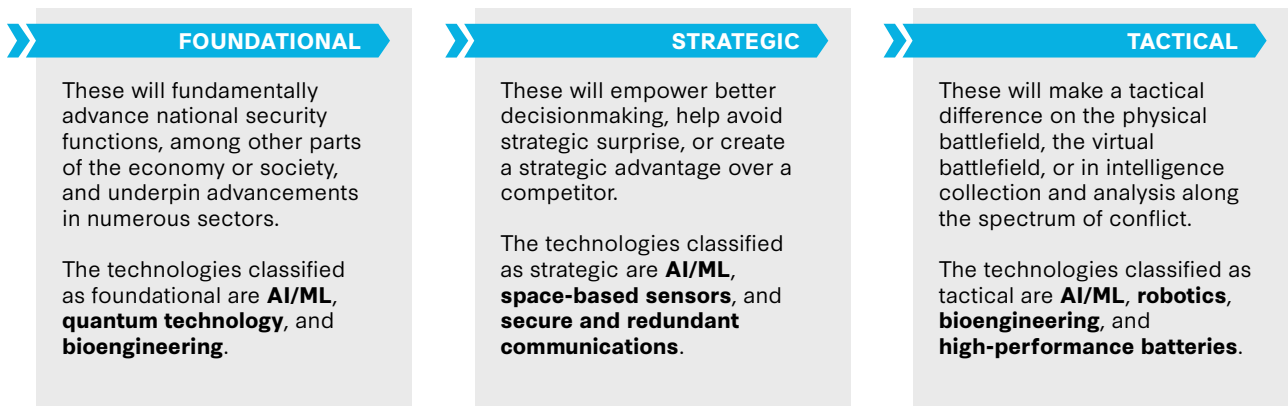 FOUNDATIONAL
These will fundamentally
advance national security
functions, among other parts
of the economy or society,
and underpin advancements
in numerous sectors.
The technologies classified
as foundational are AI/ML,
quantum technology, and
bioengineering.
STRATEGIC
These will empower better
decisionmaking, help avoid
strategic surprise, or create
a strategic advantage over a
competitor.
The technologies classified
as strategic are AI/ML,
space-based sensors, and
secure and redundant
communications.
TACTICAL
These will make a tactical
difference on the physical
battlefield, the virtual
battlefield, or in intelligence
collection and analysis along
the spectrum of conflict.
The technologies classified as
tactical are AI/ML, robotics,
bioengineering, and
high-performance batteries.